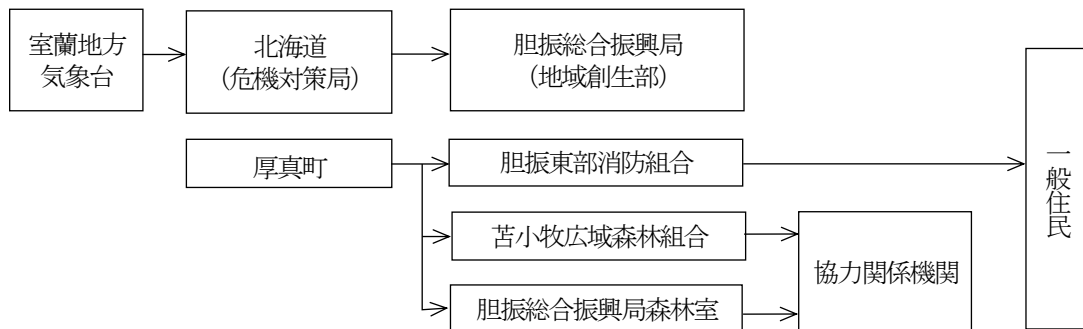 室蘭地方
気象台
北海道
（危機対策局）
胆振総合振興局
（地域創生部）
厚真町
胆振東部消防組合
苫小牧広域森林組合
胆振総合振興局森林室
協力関係機関
一般住民